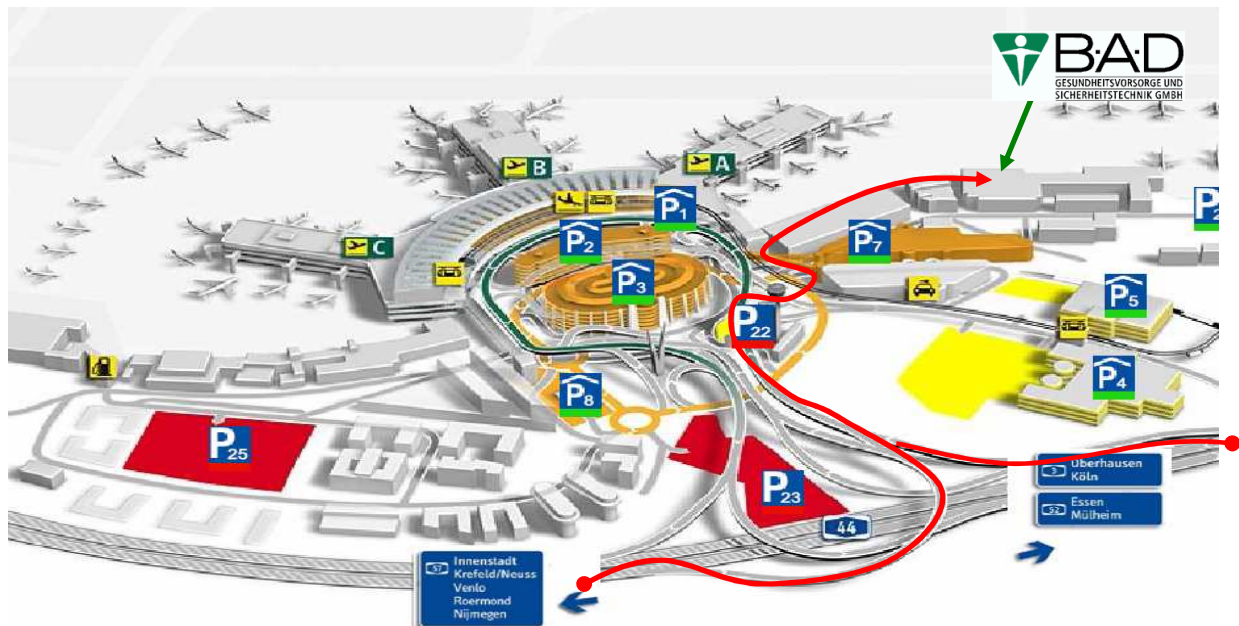 B·A·D
GESUNDHEITSVORSORGE UND
SICHERHEITSTECHNIK GMBH
B
A
P1
P2
P7
C
P3
P5
P22
P4
P8
P25
P23
3 Oberhausen
Köln
52 Essen
Mülheim
44
57 Innenstadt
Krefeld/Neuss
Venlo
Roermond
Nijmegen